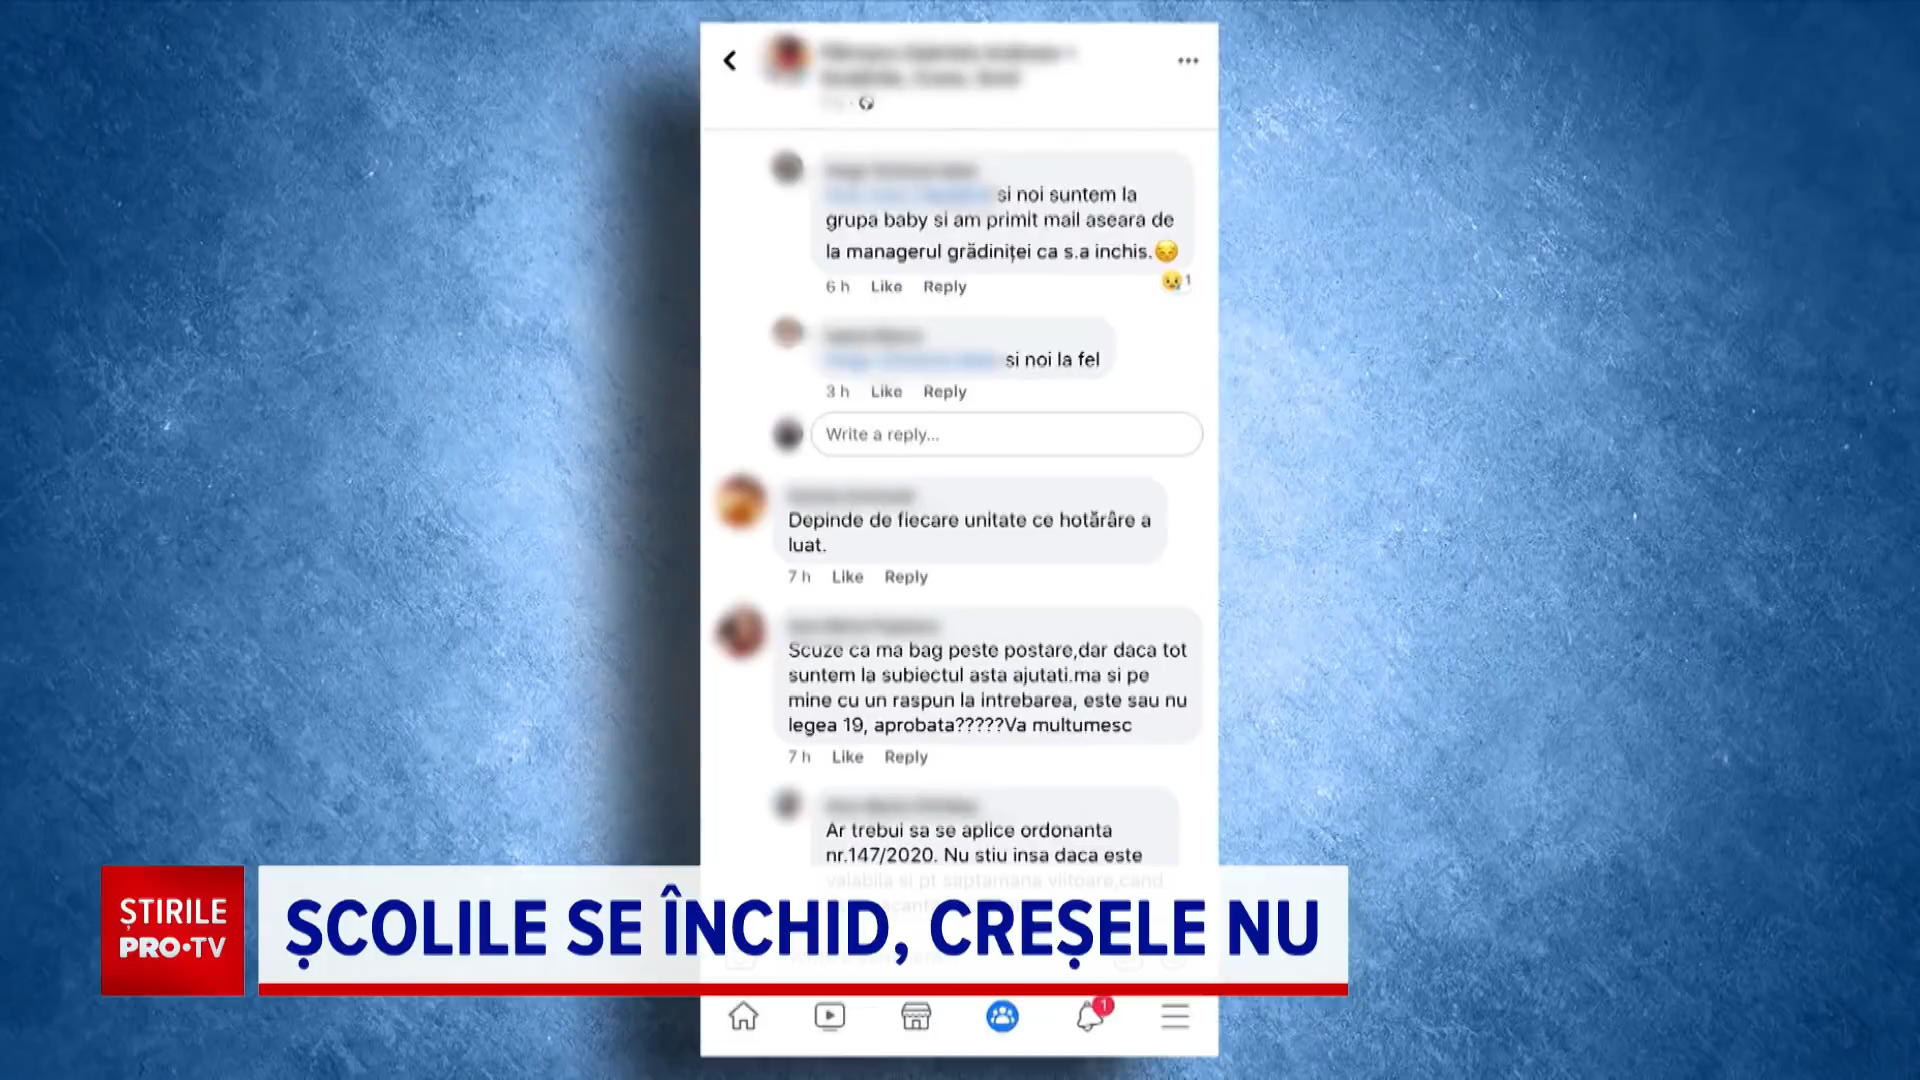 si noi suntem la
grupa baby si am primit mail aseara de
la managerul grădiniței ca s.a inchis.😔
1
6 h Like Reply
si noi la fel
3 h Like Reply
Write a reply...
Depinde de fiecare unitate ce hotărâre a
luat.
7 h Like Reply
Scuze ca ma bag peste postare,dar daca tot
suntem la subiectul asta ajutati.ma si pe
mine cu un raspun la intrebarea, este sau nu
legea 19, aprobata?????Va multumesc
7 h Like Reply
Ar trebui sa se aplice ordonanta
nr.147/2020. Nu stiu insa daca este
valabila si pt saptamana viitoare,cand
ȘTIRILE
PRO•TV
ȘCOLILE SE ÎNCHID, CREȘELE NU
1